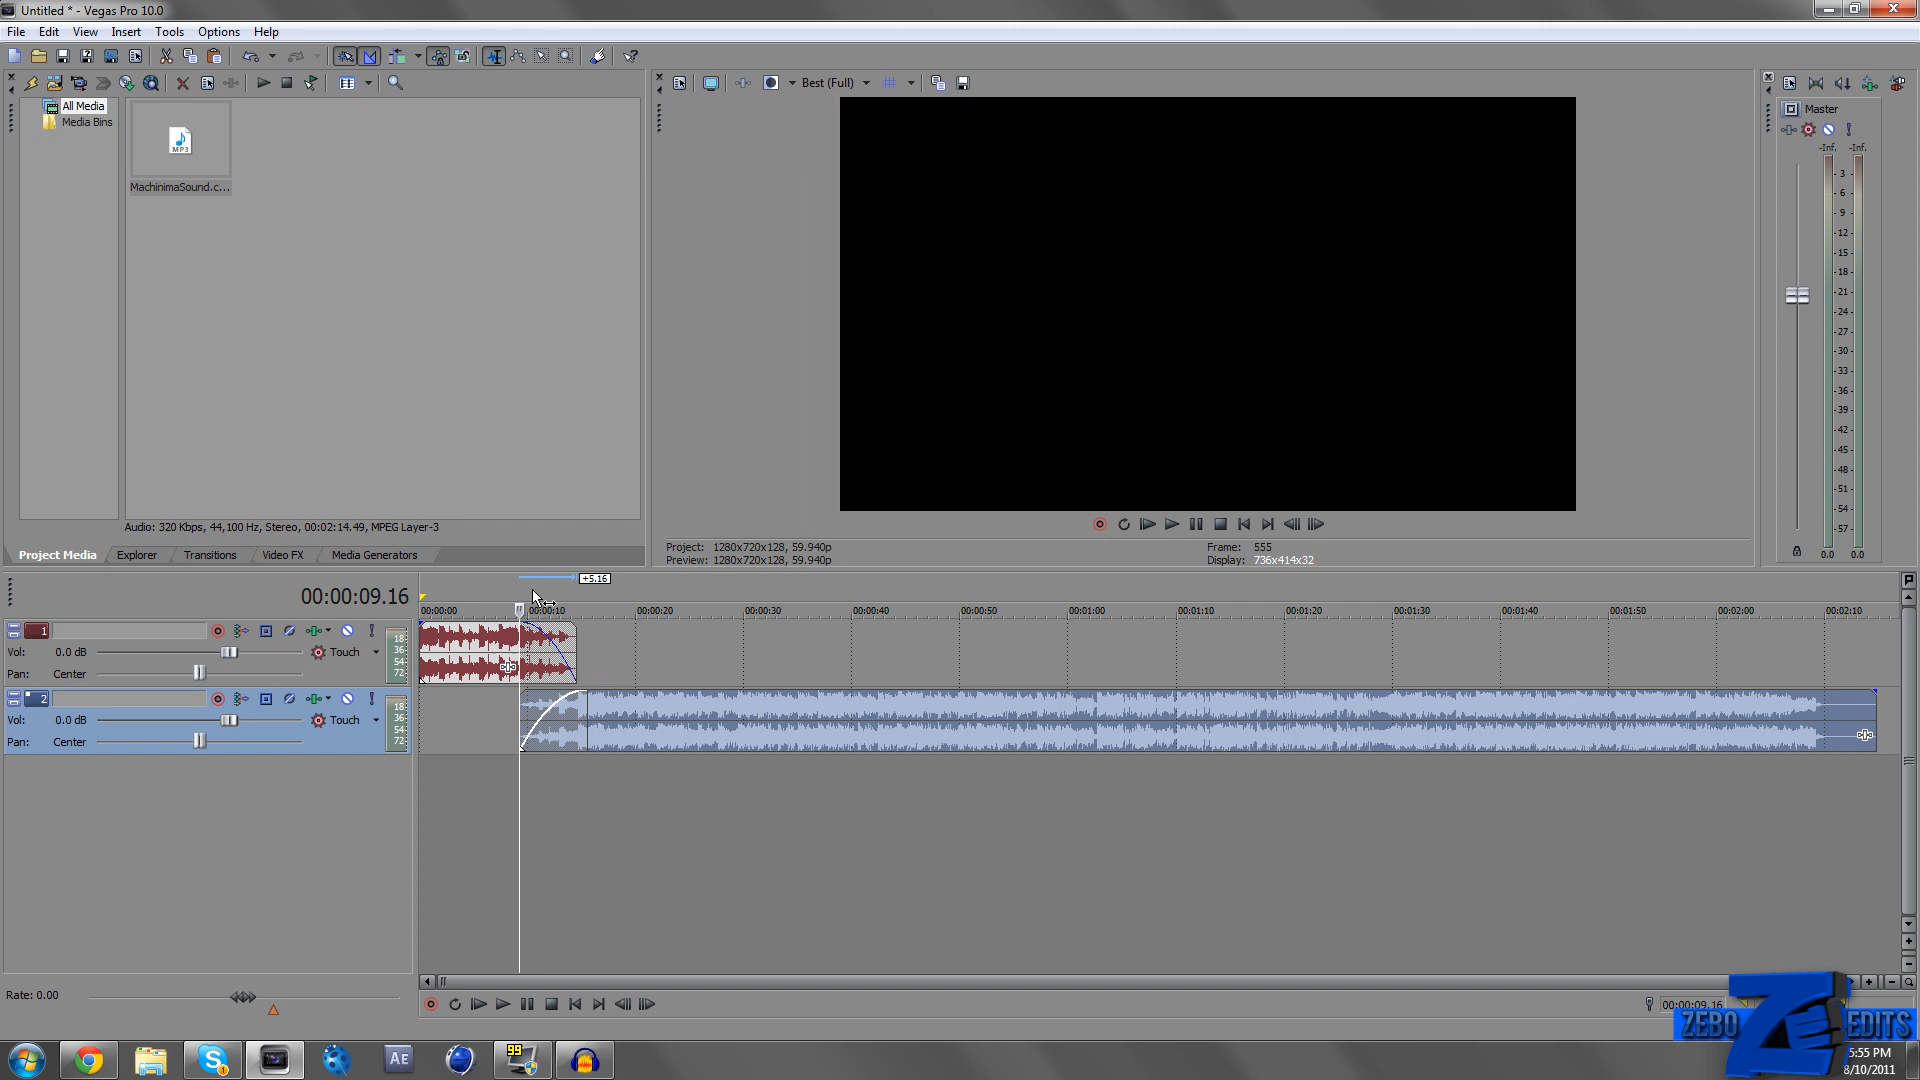 Untitled * - Vegas Pro 10.0
File Edit View Insert Tools Options Help
Best (Full)
All Media
Media Bins
MP3
MachinimaSound.c...
Audio: 320 Kbps, 44,100 Hz, Stereo, 00:02:14.49, MPEG Layer-3
Project Media Explorer Transitions Video FX Media Generators
Project: 1280x720x128, 59.940p
Preview: 1280x720x128, 59.940p
Frame: 555
Display: 736x414x32
Master
-Inf. -Inf.
3
6
9
-12-
-15-
-18-
-21-
-24-
-27-
-30-
-33-
-36-
-39-
-42-
-45-
-48-
-51-
-54-
-57-
0.0 0.0
00:00:09.16
+5.16
00:00:00 00:00:10 00:00:20 00:00:30 00:00:40 00:00:50 00:01:00 00:01:10 00:01:20 00:01:30 00:01:40 00:01:50 00:02:00 00:02:10
1
Vol: 0.0 dB Touch
Pan: Center
18-
36-
54-
72-
2
Vol: 0.0 dB Touch
Pan: Center
18-
36-
54-
72-
Rate: 0.00
00:00:09.16
ZEBO EDITS
Ae
99
5:55 PM
8/10/2011